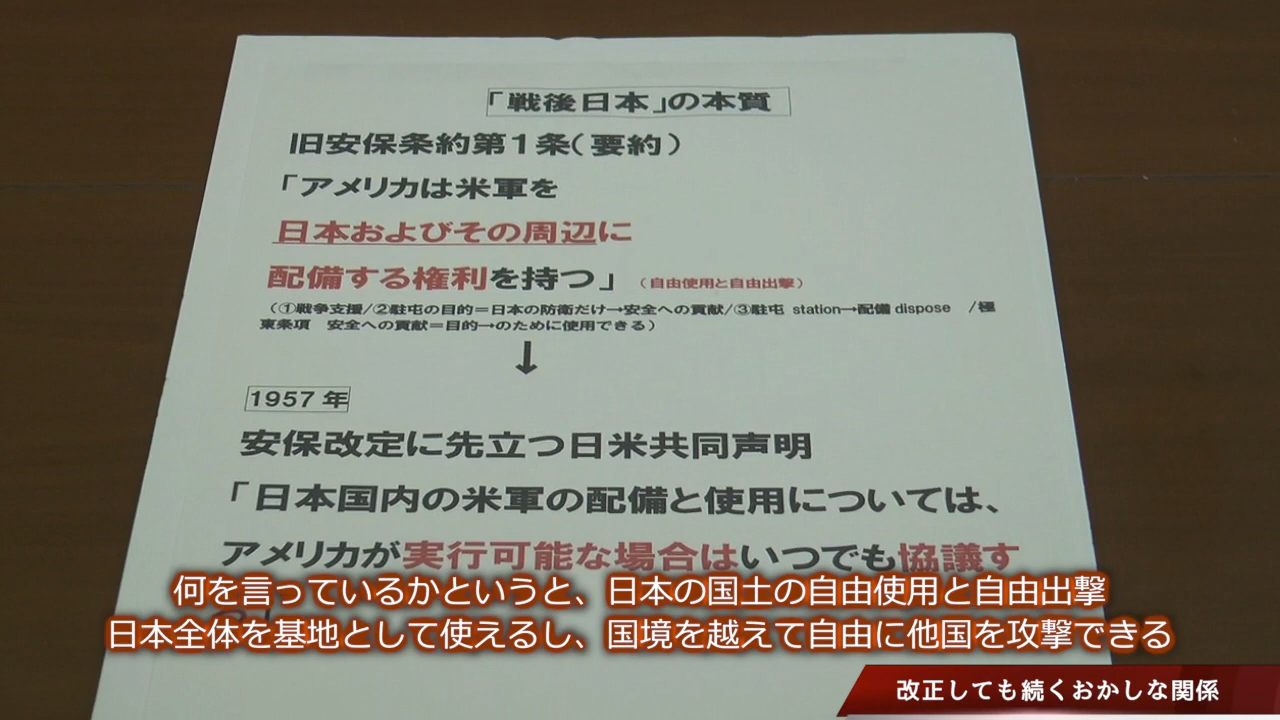 「戦後日本」の本質
旧安保条約第1条(要約)
「アメリカは米軍を
日本およびその周辺に
配備する権利を持つ」(自由使用と自由出撃)
(①戦争支援/②駐屯の目的=日本の防衛だけ→安全への貢献/③駐屯 station→配備 dispose /極
東条項 安全への貢献=目的→のために使用できる)
↓
1957年
安保改定に先立つ日米共同声明
「日本国内の米軍の配備と使用については、
アメリカが実行可能な場合はいつでも協議す
何を言っているかというと、日本の国土の自由使用と自由出撃
日本全体を基地として使えるし、国境を越えて自由に他国を攻撃できる
改正しても続くおかしな関係